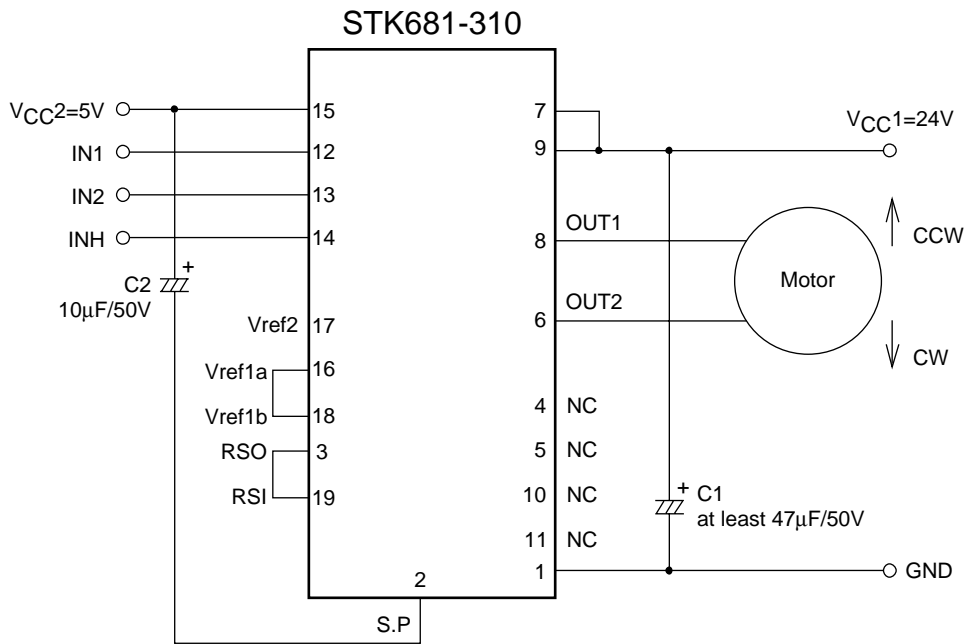 STK681-310
VCC2=5V
IN1
IN2
INH
C2
+
10μF/50V
Vref2
Vref1a
Vref1b
RSO
RSI
15
12
13
14
17
16
18
3
19
2
S.P
7
9
8
6
4
5
10
11
1
OUT1
OUT2
NC
NC
NC
NC
VCC1=24V
Motor
CCW
CW
+
C1
at least 47μF/50V
GND